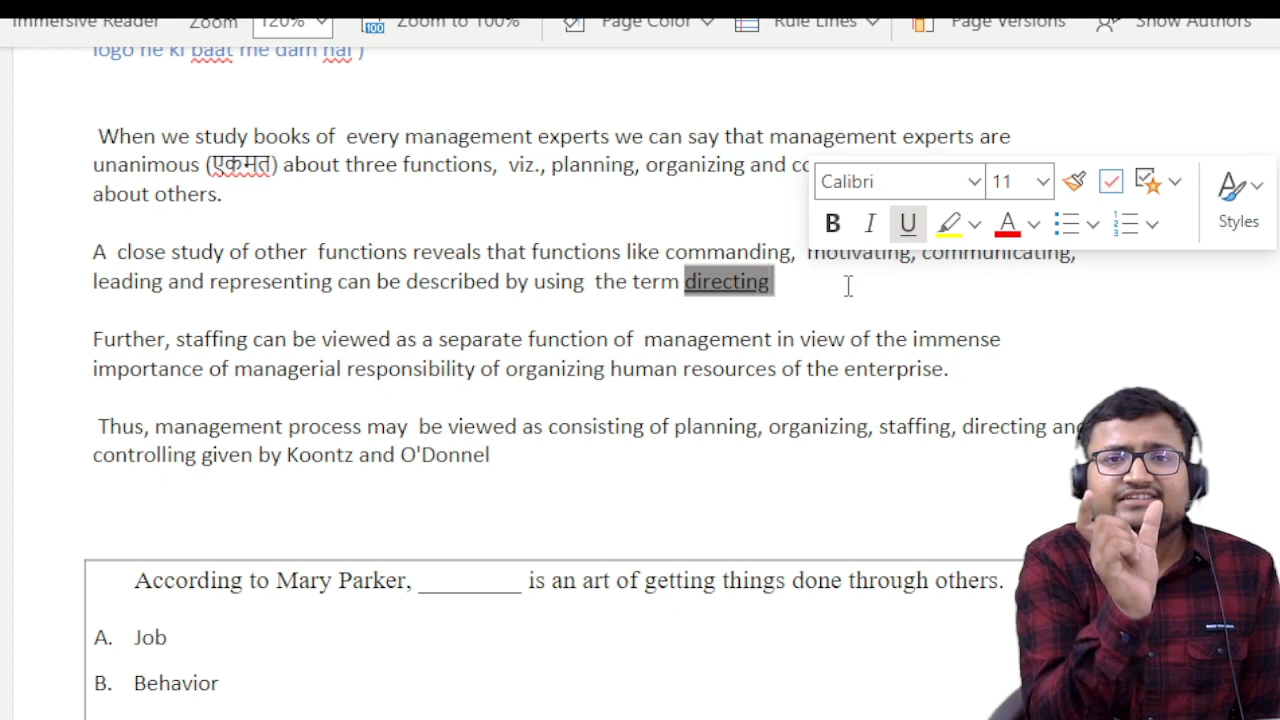 Immersive Reader Zoom 120% Zoom to 100% Page Color Rule Lines Page Versions Show Authors
logo ne ki baat me dam hai )
When we study books of every management experts we can say that management experts are
unanimous (एकमत) about three functions, viz., planning, organizing and
about others.
Calibri 11
B I U A Styles
A close study of other functions reveals that functions like commanding, motivating, communicating,
leading and representing can be described by using the term directing
Further, staffing can be viewed as a separate function of management in view of the immense
importance of managerial responsibility of organizing human resources of the enterprise.
Thus, management process may be viewed as consisting of planning, organizing, staffing, directing and
controlling given by Koontz and O'Donnel
According to Mary Parker, ________ is an art of getting things done through others.
A. Job
B. Behavior